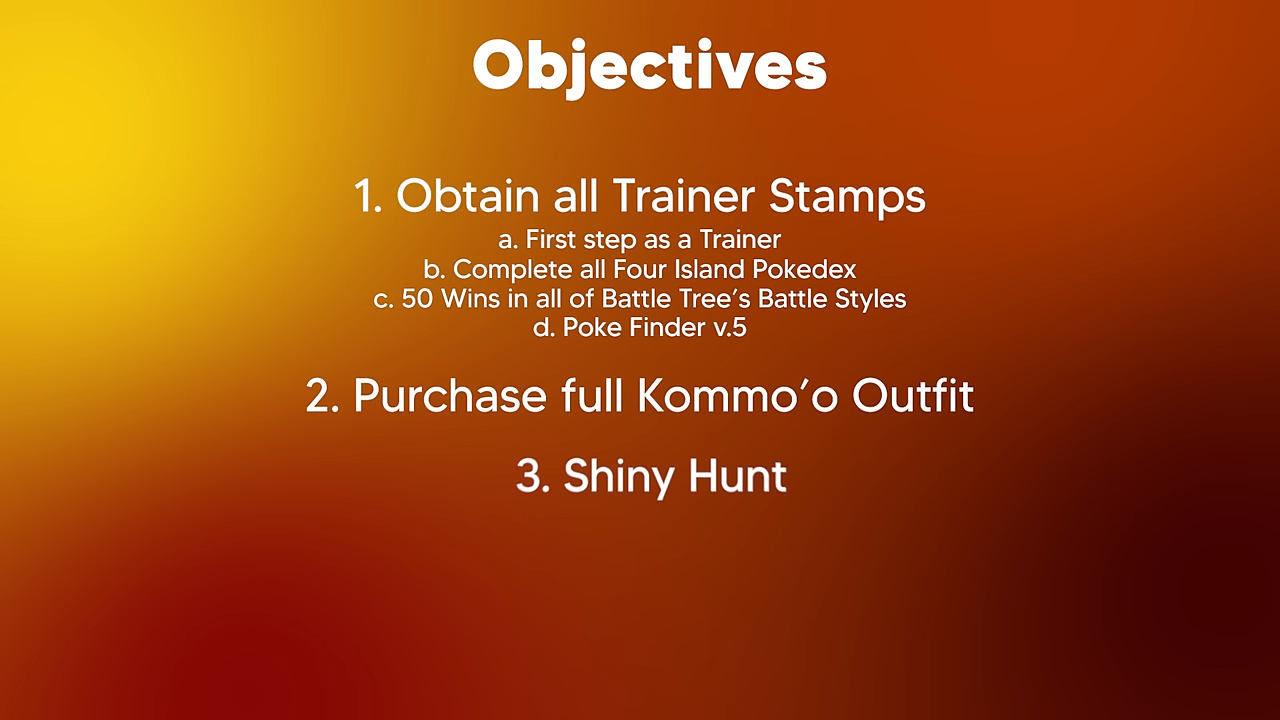 Objectives
1. Obtain all Trainer Stamps
a. First step as a Trainer
b. Complete all Four Island Pokedex
c. 50 Wins in all of Battle Tree’s Battle Styles
d. Poke Finder v.5
2. Purchase full Kommo’o Outfit
3. Shiny Hunt